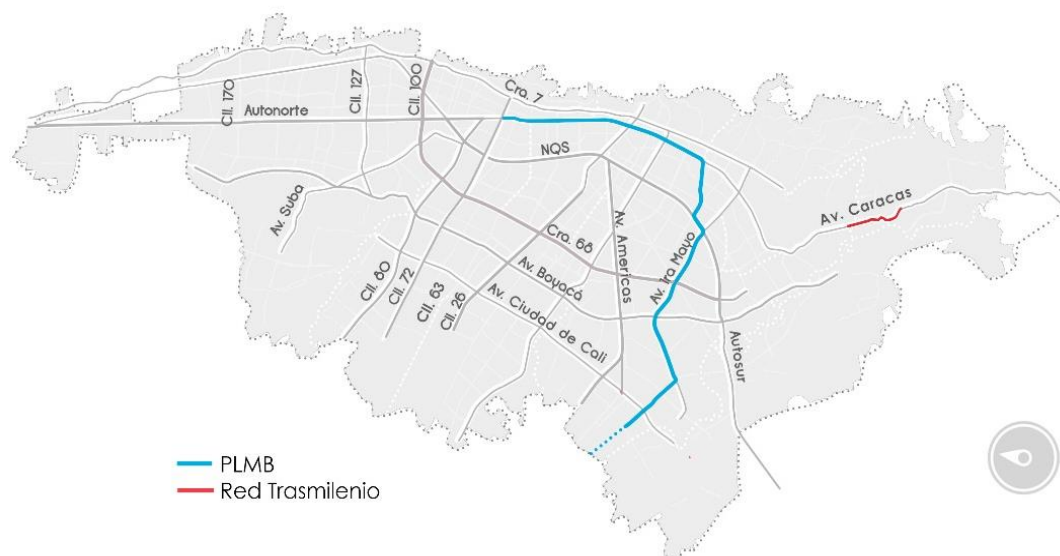 Cll. 170
Cll. 127
Cll. 100
Cra. 7
Autonorte
NQS
Av. Suba
Av. Caracas
Cra. 68
Av. Americas
Av. 1ra Mayo
Av. Boyacá
Cll. 80
Cll. 72
Cll. 63
Cll. 26
Av. Ciudad de Cali
Autosur
PLMB
Red Trasmilenio